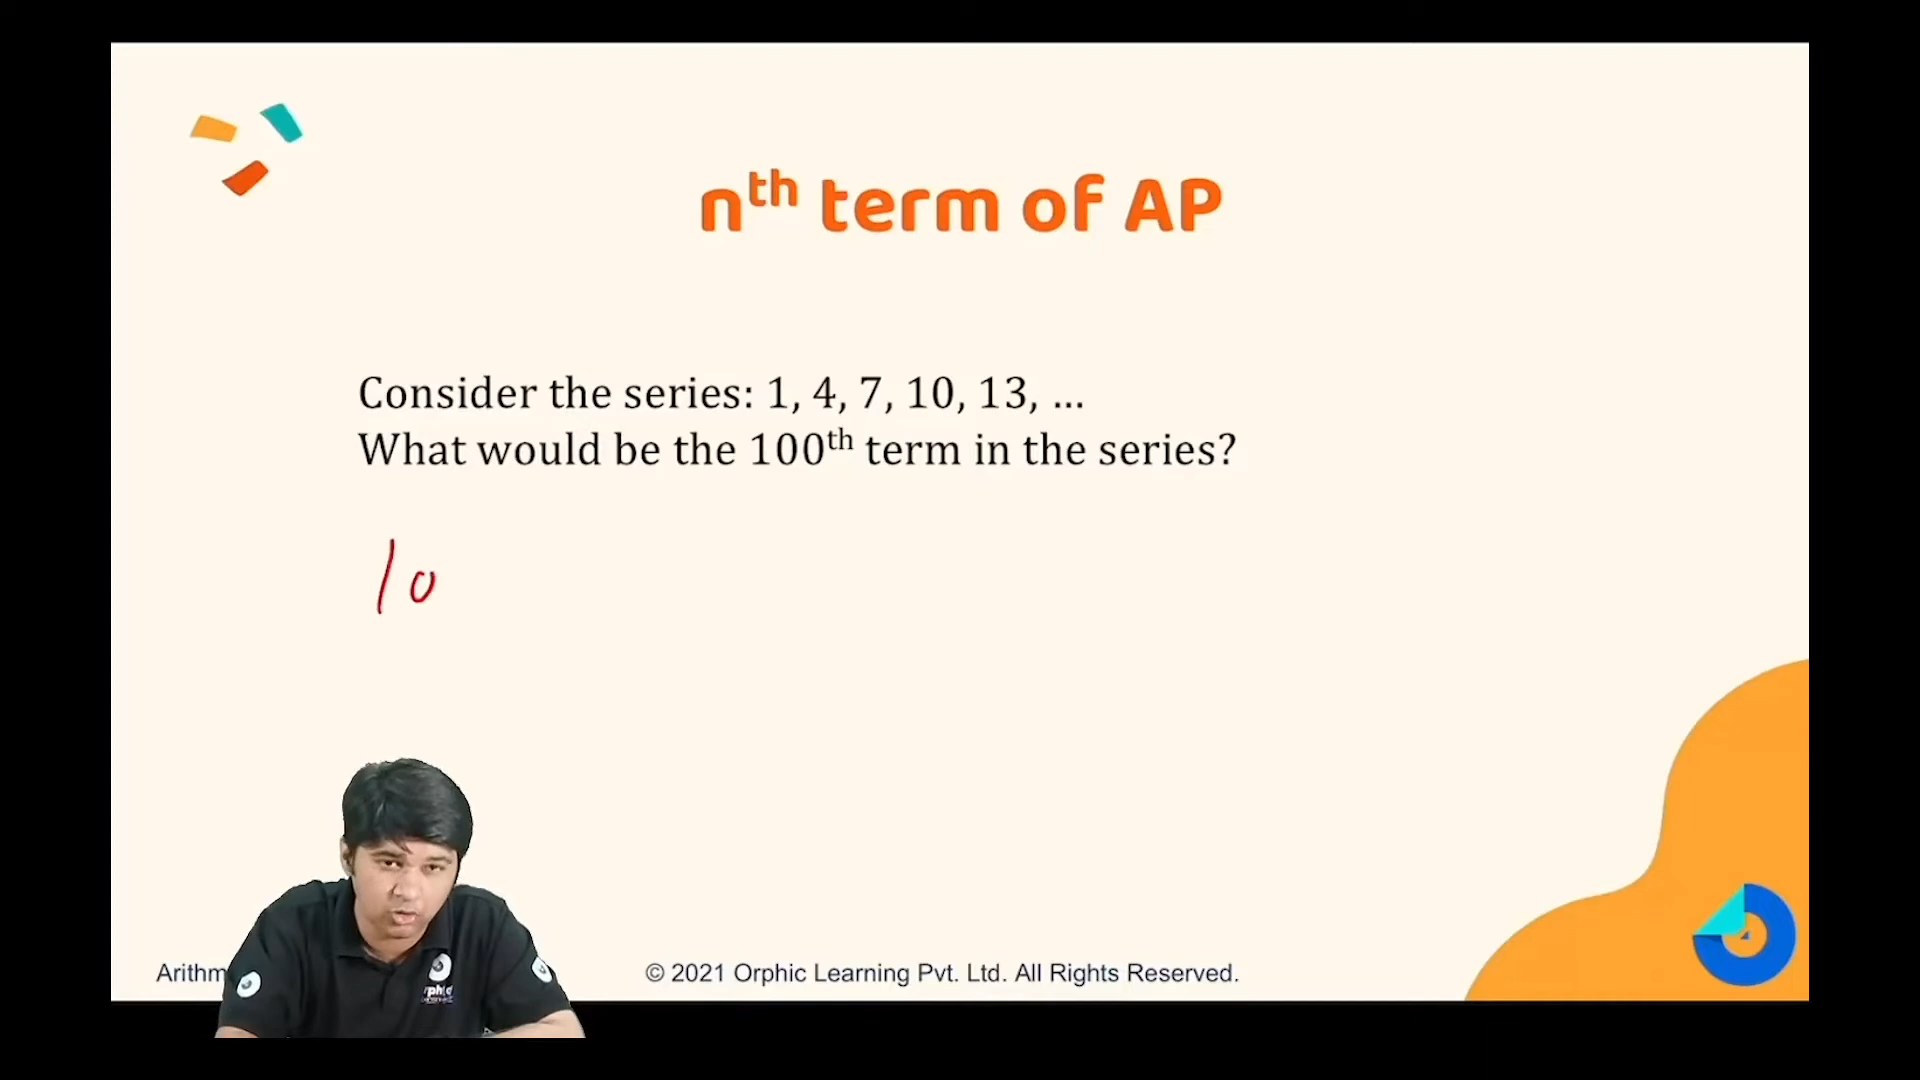 nth term of AP
Consider the series: 1, 4, 7, 10, 13, ...
What would be the 100th term in the series?
10
© 2021 Orphic Learning Pvt. Ltd. All Rights Reserved.